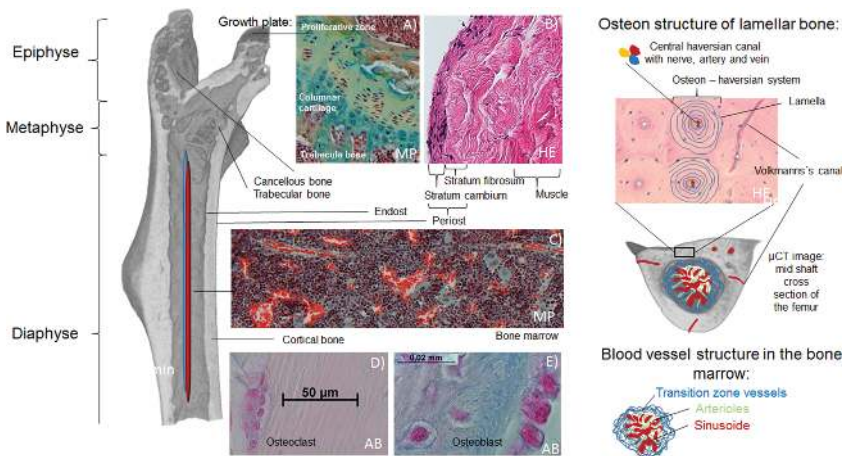 Epiphyse
Metaphyse
Diaphyse
Growth plate:
Proliferative zone
A)
Columnar
cartilage
Trabecula bone
MP
B)
HE
Stratum fibrosum
Stratum cambium
Muscle
Cancellous bone
Trabecular bone
Endost
Periost
C)
MP
Bone marrow
Cortical bone
min
D)
50 µm
Osteoclast
AB
0,02 mm
E)
Osteoblast
AB
Osteon structure of lamellar bone:
Central haversian canal
with nerve, artery and vein
Osteon – haversian system
Lamella
Volkmanns´s canal
HE
µCT image:
mid shaft
cross
section of
the femur
Blood vessel structure in the bone
marrow:
Transition zone vessels
Arterioles
Sinusoide